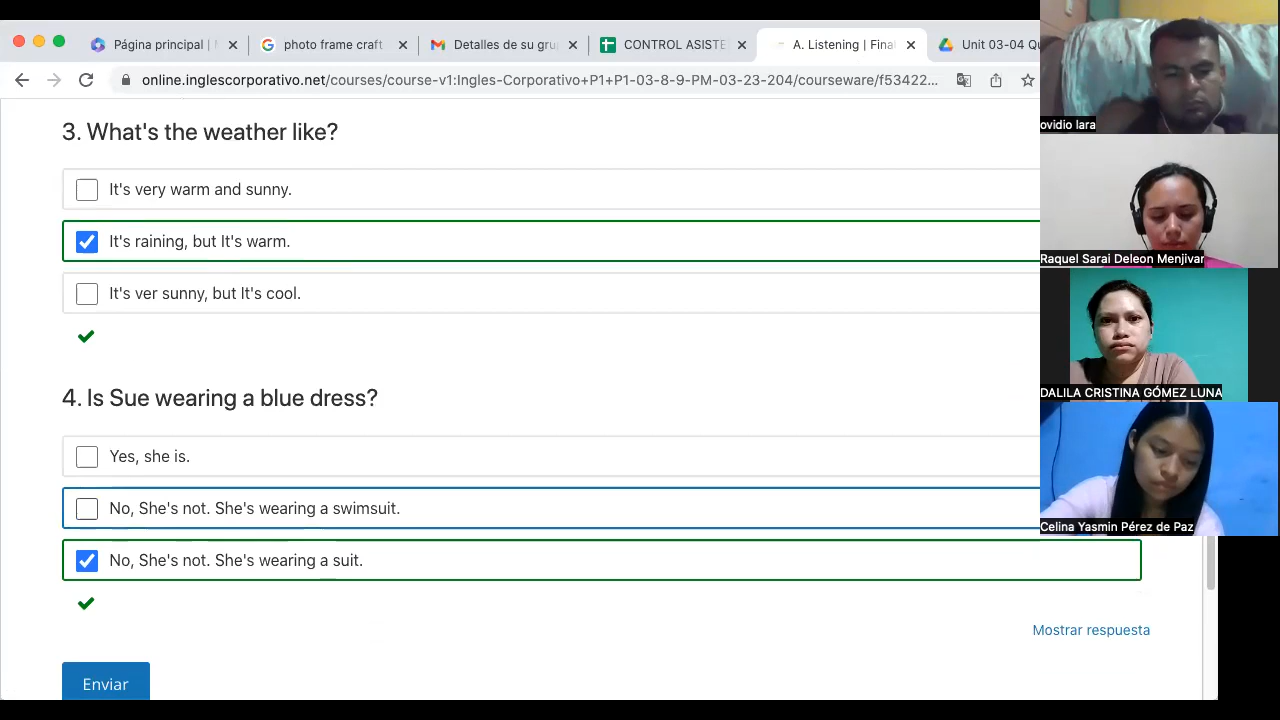 Página principal |
photo frame craft
Detalles de su gru
CONTROL ASISTE
A. Listening | Fina
Unit 03-04 Qu
online.inglescorporativo.net/courses/course-v1:Ingles-Corporativo+P1+P1-03-8-9-PM-03-23-204/courseware/f53422...
3. What's the weather like?
It's very warm and sunny.
It's raining, but It's warm.
It's ver sunny, but It's cool.
4. Is Sue wearing a blue dress?
Yes, she is.
No, She's not. She's wearing a swimsuit.
No, She's not. She's wearing a suit.
Mostrar respuesta
Enviar
ovidio lara
Raquel Sarai Deleon Menjivar
DALILA CRISTINA GÓMEZ LUNA
Celina Yasmin Pérez de Paz